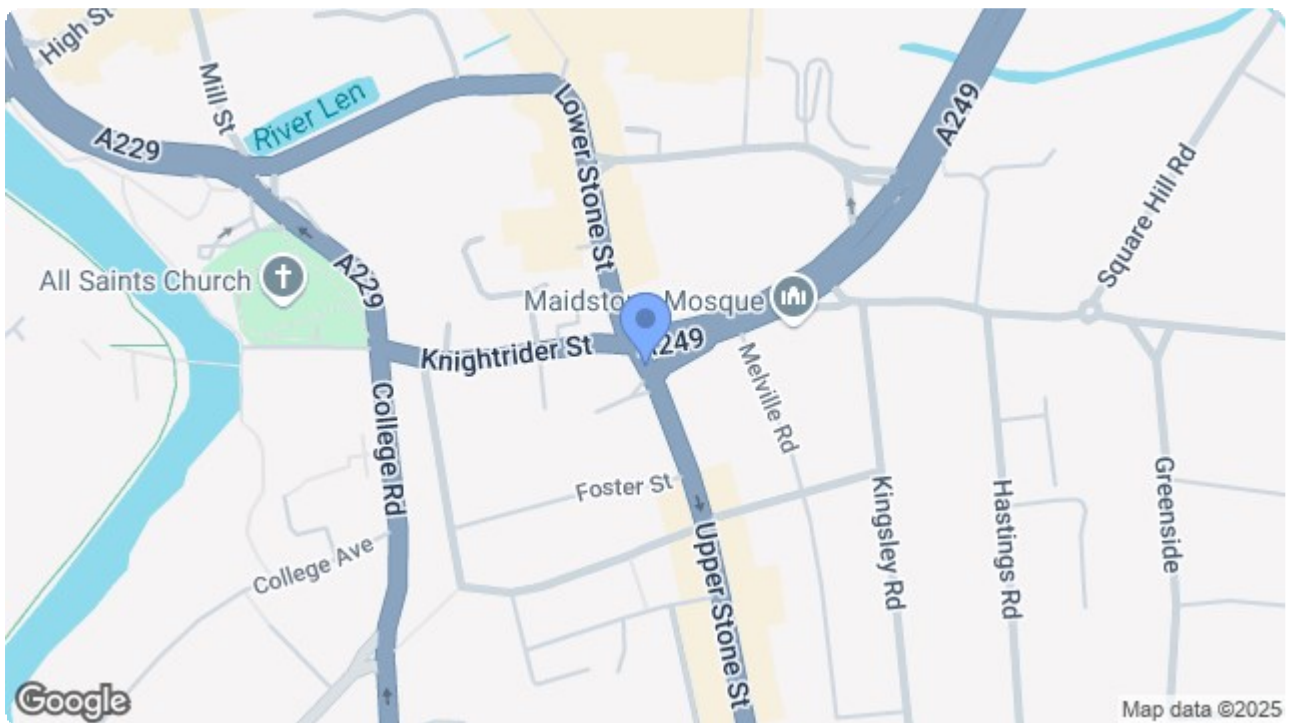 High St
Mill St
River Len
A229
Lower Stone St
A249
Square Hill Rd
All Saints Church
A229
Maidstone Mosque
Knightrider St
A249
Melville Rd
College Rd
Foster St
Kingsley Rd
Hastings Rd
Greenside
College Ave
Upper Stone St
Google
Map data ©2025